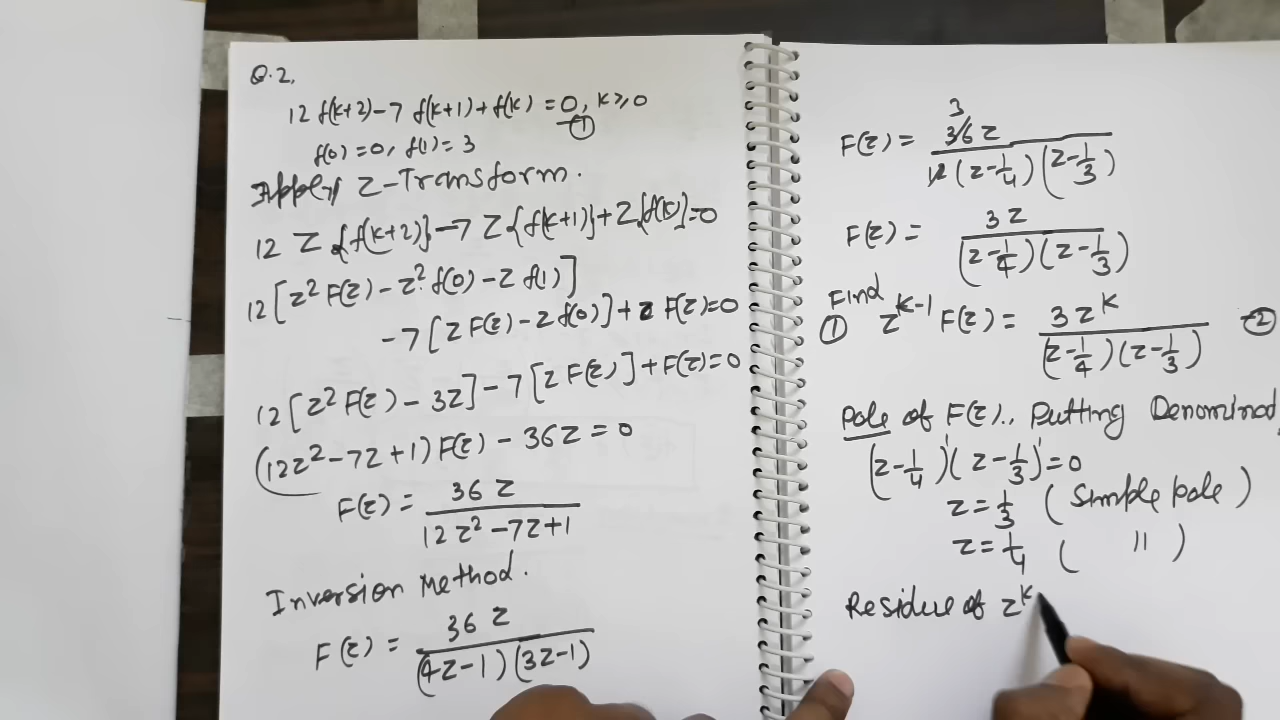 Q.2,
12 f(k+2) - 7 f(k+1) + f(k) = 0, k ≥ 0
①
f(0) = 0, f(1) = 3
Apply Z-Transform.
12 Z {f(k+2)} - 7 Z {f(k+1)} + Z {f(k)} = 0
12 [z² F(z) - z² f(0) - z f(1)]
- 7 [z F(z) - z f(0)] + F(z) = 0
12 [z² F(z) - 3z] - 7 [z F(z)] + F(z) = 0
(12z² - 7z + 1) F(z) - 36z = 0
F(z) = 36 z / (12 z² - 7z + 1)
Inversion Method.
F(z) = 36 z / (4z-1) (3z-1)
F(z) = 3 36 z / 12 (z - 1/4) (z - 1/3)
F(z) = 3 z / (z - 1/4) (z - 1/3)
Find
① z^(k-1) F(z) = 3 z^k / (z - 1/4) (z - 1/3) ②
Pole of F(z).. Putting Denominat
(z - 1/4)¹ (z - 1/3)¹ = 0
z = 1/3 (Simple pole)
z = 1/4 ( " )
Residue of z^k